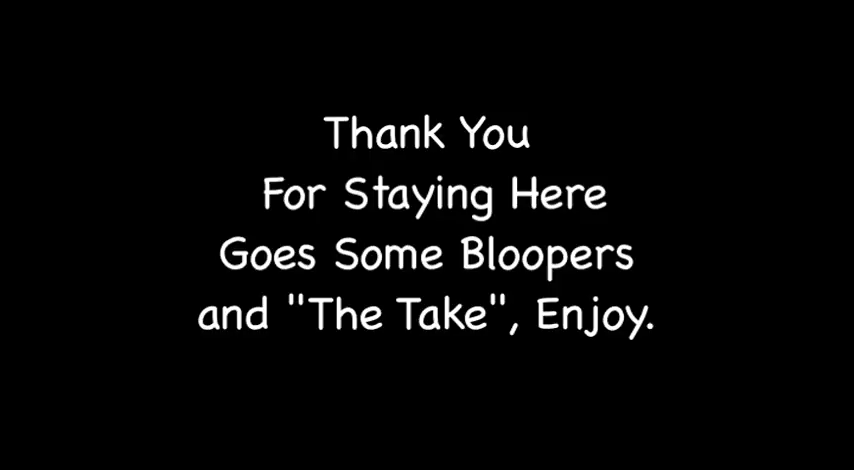 Thank You
For Staying Here
Goes Some Bloopers
and "The Take", Enjoy.